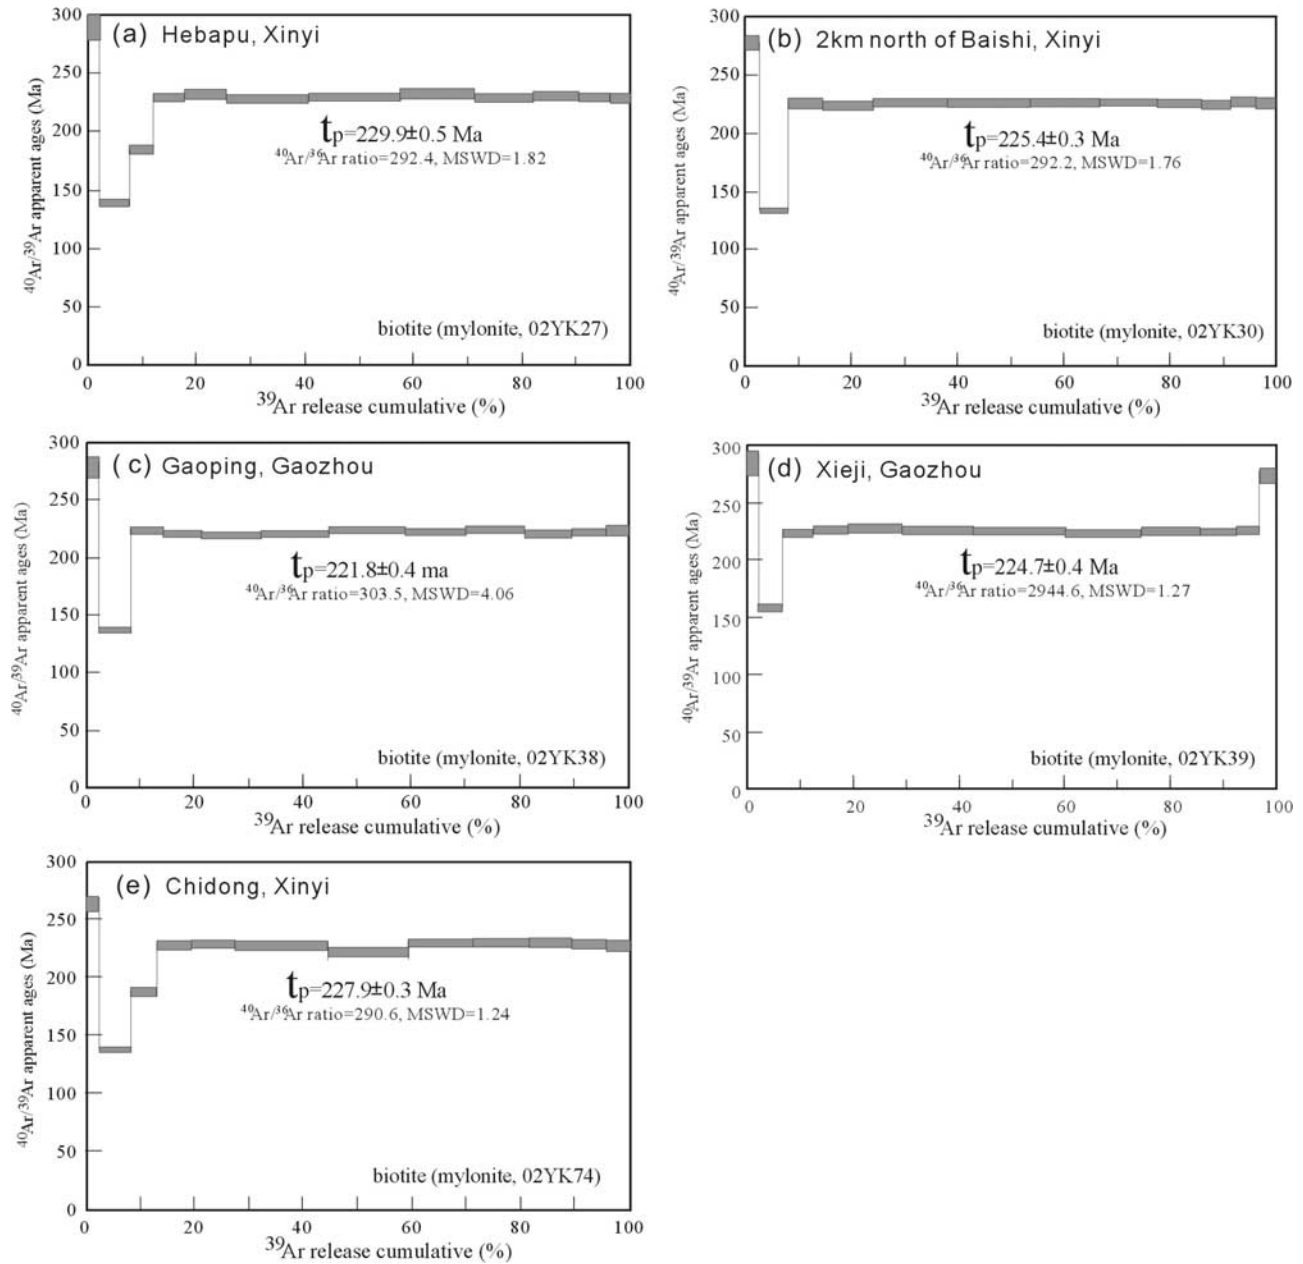 (a) Hebapu, Xinyi
300
250
200
150
100
50
0
⁴⁰Ar/³⁹Ar apparent ages (Ma)
tp=229.9±0.5 Ma
⁴⁰Ar/³⁶Ar ratio=292.4, MSWD=1.82
biotite (mylonite, 02YK27)
0 20 40 60 80 100
³⁹Ar release cumulative (%)
(b) 2km north of Baishi, Xinyi
300
250
200
150
100
50
0
⁴⁰Ar/³⁹Ar apparent ages (Ma)
tp=225.4±0.3 Ma
⁴⁰Ar/³⁶Ar ratio=292.2, MSWD=1.76
biotite (mylonite, 02YK30)
0 20 40 60 80 100
³⁹Ar release cumulative (%)
(c) Gaoping, Gaozhou
300
250
200
150
100
50
0
⁴⁰Ar/³⁹Ar apparent ages (Ma)
tp=221.8±0.4 ma
⁴⁰Ar/³⁶Ar ratio=303.5, MSWD=4.06
biotite (mylonite, 02YK38)
0 20 40 60 80 100
³⁹Ar release cumulative (%)
(d) Xieji, Gaozhou
300
250
200
150
100
50
0
⁴⁰Ar/³⁹Ar apparent ages (Ma)
tp=224.7±0.4 Ma
⁴⁰Ar/³⁶Ar ratio=2944.6, MSWD=1.27
biotite (mylonite, 02YK39)
0 20 40 60 80 100
³⁹Ar release cumulative (%)
(e) Chidong, Xinyi
300
250
200
150
100
50
0
⁴⁰Ar/³⁹Ar apparent ages (Ma)
tp=227.9±0.3 Ma
⁴⁰Ar/³⁶Ar ratio=290.6, MSWD=1.24
biotite (mylonite, 02YK74)
0 20 40 60 80 100
³⁹Ar release cumulative (%)